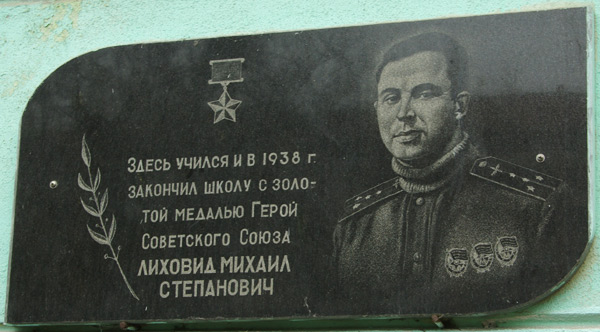 Здесь учился и в 1938 г.
закончил школу с золо-
той медалью Герой
Советского Союза
ЛИХОВИД МИХАИЛ
СТЕПАНОВИЧ